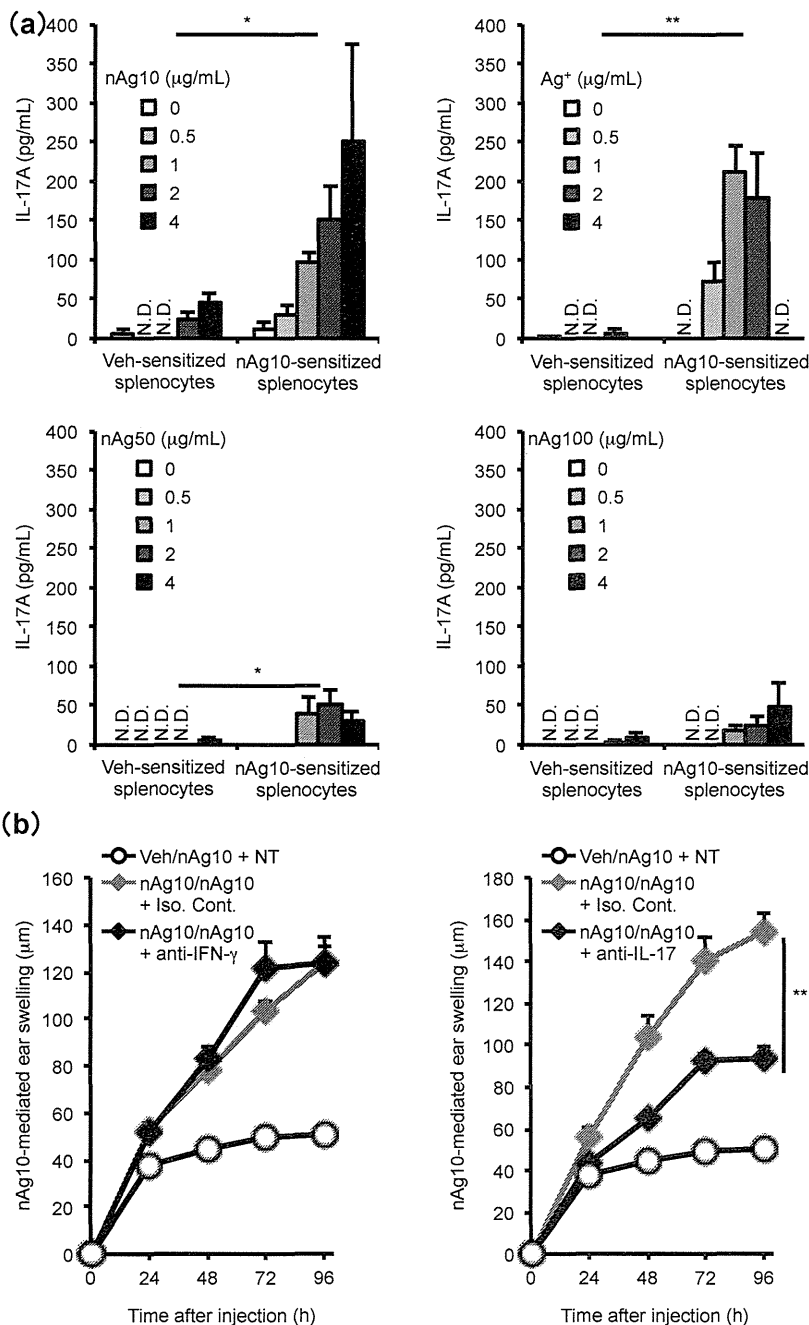 (a)
*
400
350
300
250
200
150
100
50
0
IL-17A (pg/mL)
nAg10 (μg/mL)
0
0.5
1
2
4
N.D.
N.D.
Veh-sensitized
splenocytes
nAg10-sensitized
splenocytes
**
400
350
300
250
200
150
100
50
0
IL-17A (pg/mL)
Ag⁺ (μg/mL)
0
0.5
1
2
4
N.D.
N.D.
N.D.
N.D.
Veh-sensitized
splenocytes
nAg10-sensitized
splenocytes
400
350
300
250
200
150
100
50
0
IL-17A (pg/mL)
nAg50 (μg/mL)
0
0.5
1
2
4
*
N.D.
N.D.
N.D.
N.D.
Veh-sensitized
splenocytes
nAg10-sensitized
splenocytes
400
350
300
250
200
150
100
50
0
IL-17A (pg/mL)
nAg100 (μg/mL)
0
0.5
1
2
4
N.D.
N.D.
N.D.
N.D.
N.D.
Veh-sensitized
splenocytes
nAg10-sensitized
splenocytes
(b)
Veh/nAg10 + NT
nAg10/nAg10
+ Iso. Cont.
nAg10/nAg10
+ anti-IFN-γ
160
140
120
100
80
60
40
20
0
nAg10-mediated ear swelling (μm)
0 24 48 72 96
Time after injection (h)
Veh/nAg10 + NT
nAg10/nAg10
+ Iso. Cont.
nAg10/nAg10
+ anti-IL-17
180
160
140
120
100
80
60
40
20
0
nAg10-mediated ear swelling (μm)
**
0 24 48 72 96
Time after injection (h)